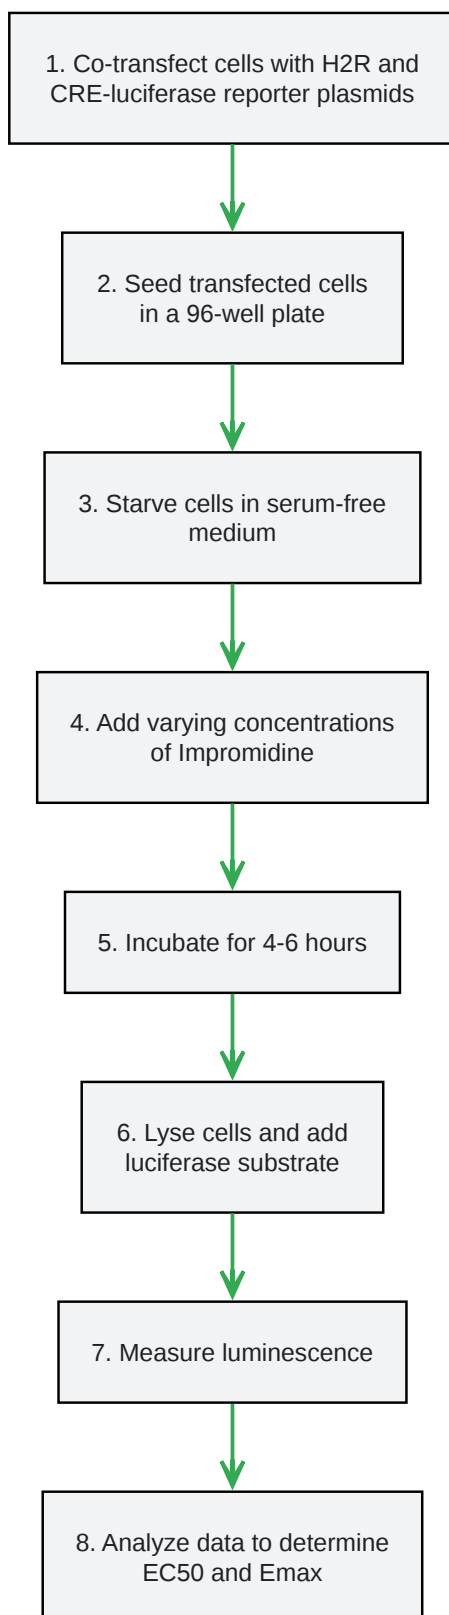 1. Co-transfect cells with H2R and
CRE-luciferase reporter plasmids
2. Seed transfected cells
in a 96-well plate
3. Starve cells in serum-free
medium
4. Add varying concentrations
of Impromidine
5. Incubate for 4-6 hours
6. Lyse cells and add
luciferase substrate
7. Measure luminescence
8. Analyze data to determine
EC50 and Emax